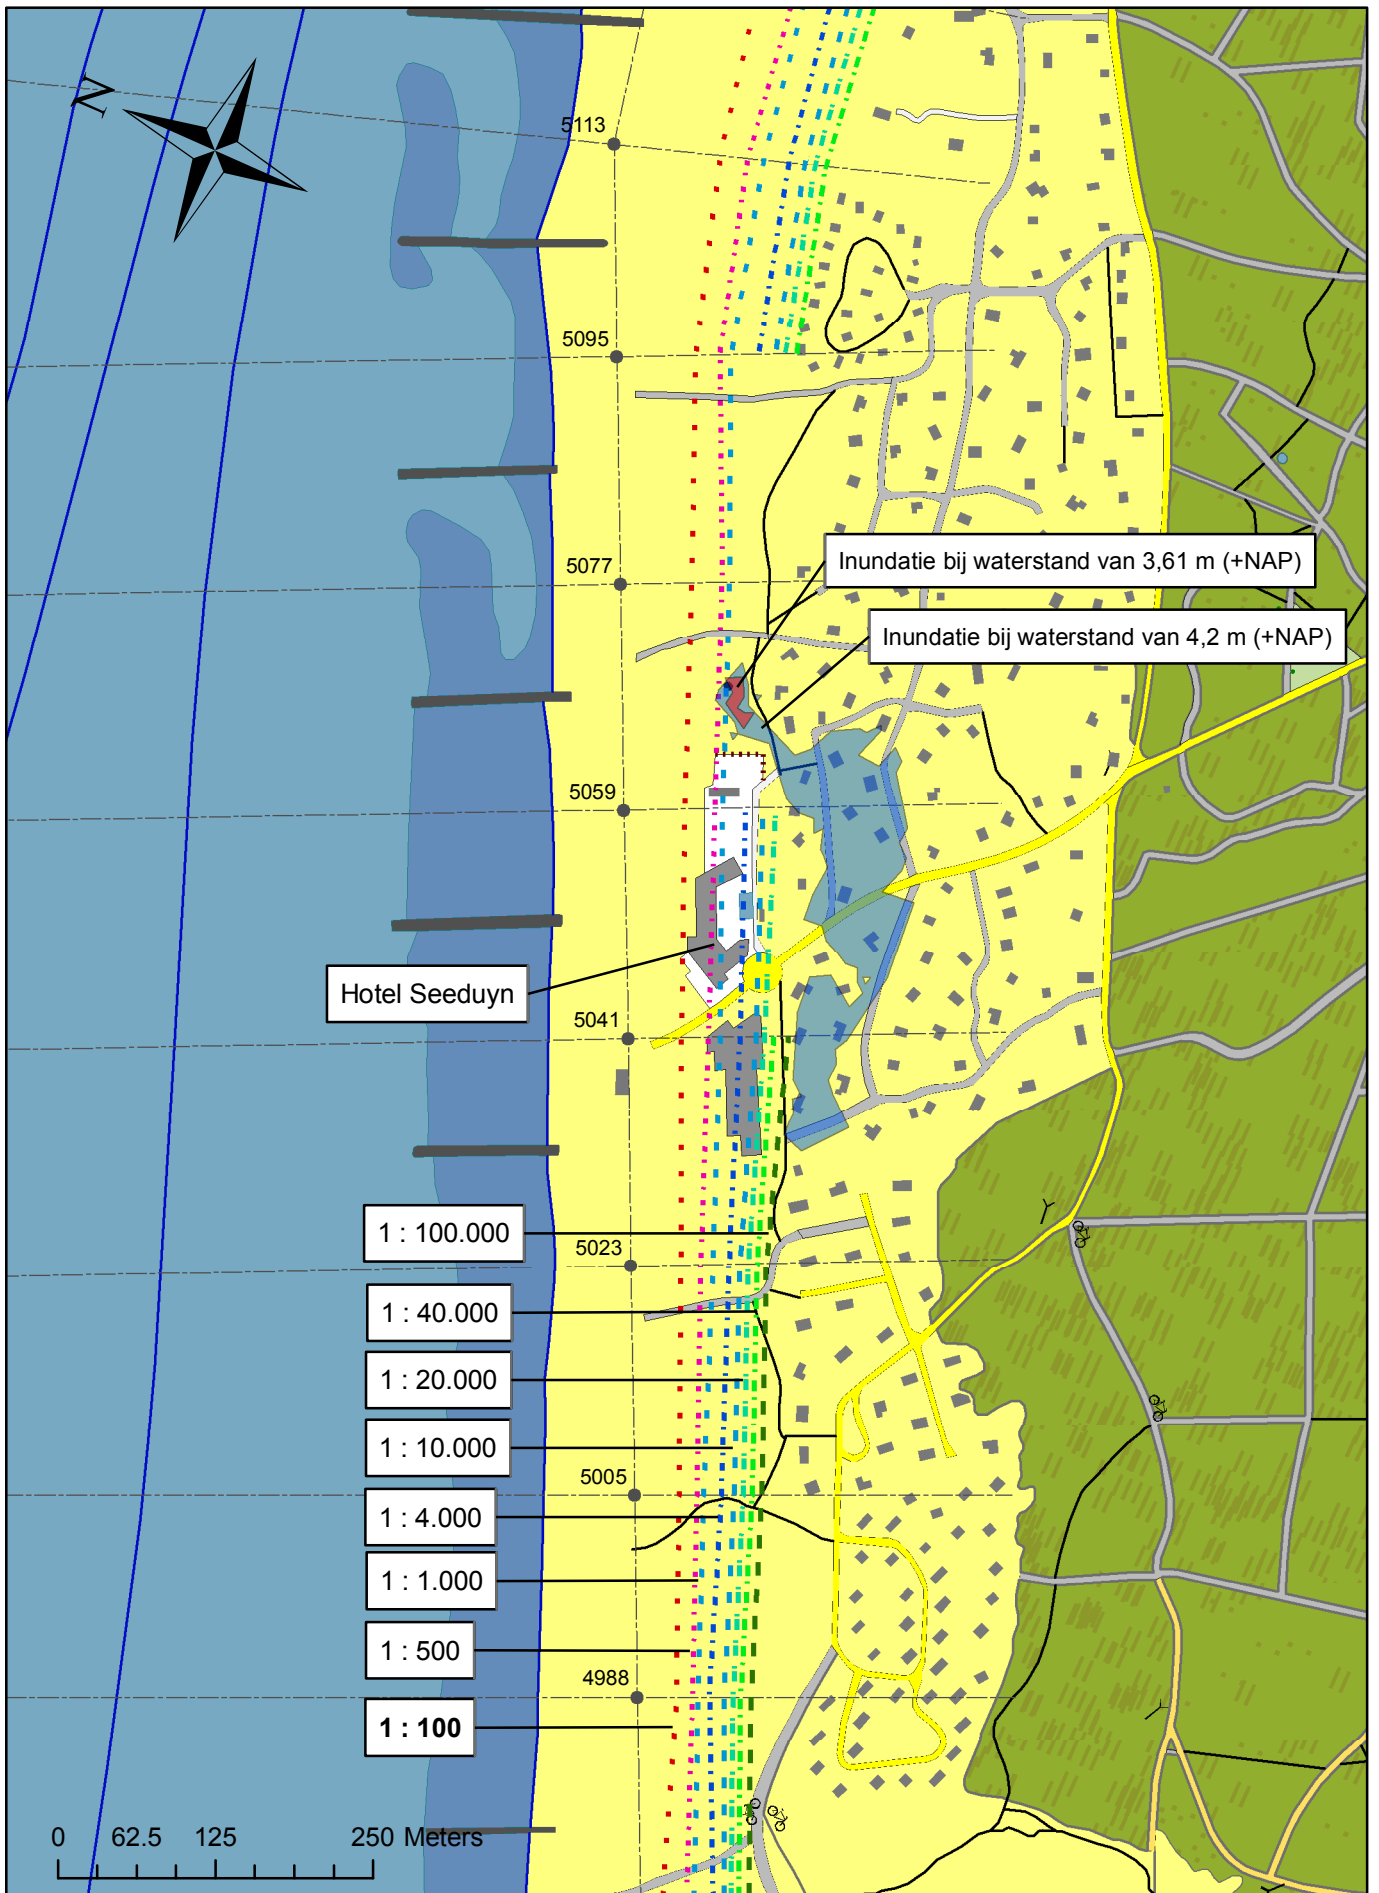 N
5113
5095
5077
Inundatie bij waterstand van 3,61 m (+NAP)
Inundatie bij waterstand van 4,2 m (+NAP)
5059
Hotel Seeduyn
5041
1 : 100.000
5023
1 : 40.000
1 : 20.000
1 : 10.000
5005
1 : 4.000
1 : 1.000
1 : 500
4988
1 : 100
0 62.5 125 250 Meters